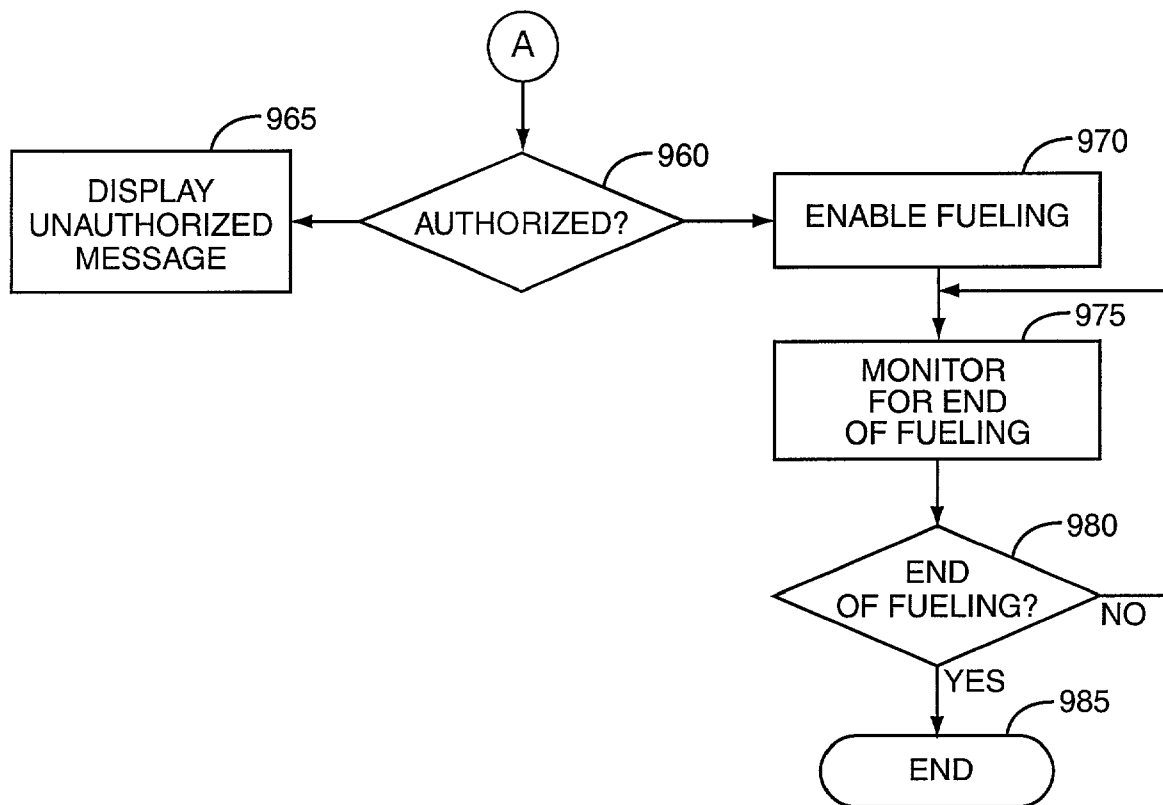 A
965
DISPLAY
UNAUTHORIZED
MESSAGE
960
AUTHORIZED?
970
ENABLE FUELING
975
MONITOR
FOR END
OF FUELING
980
END
OF FUELING?
NO
YES
985
END